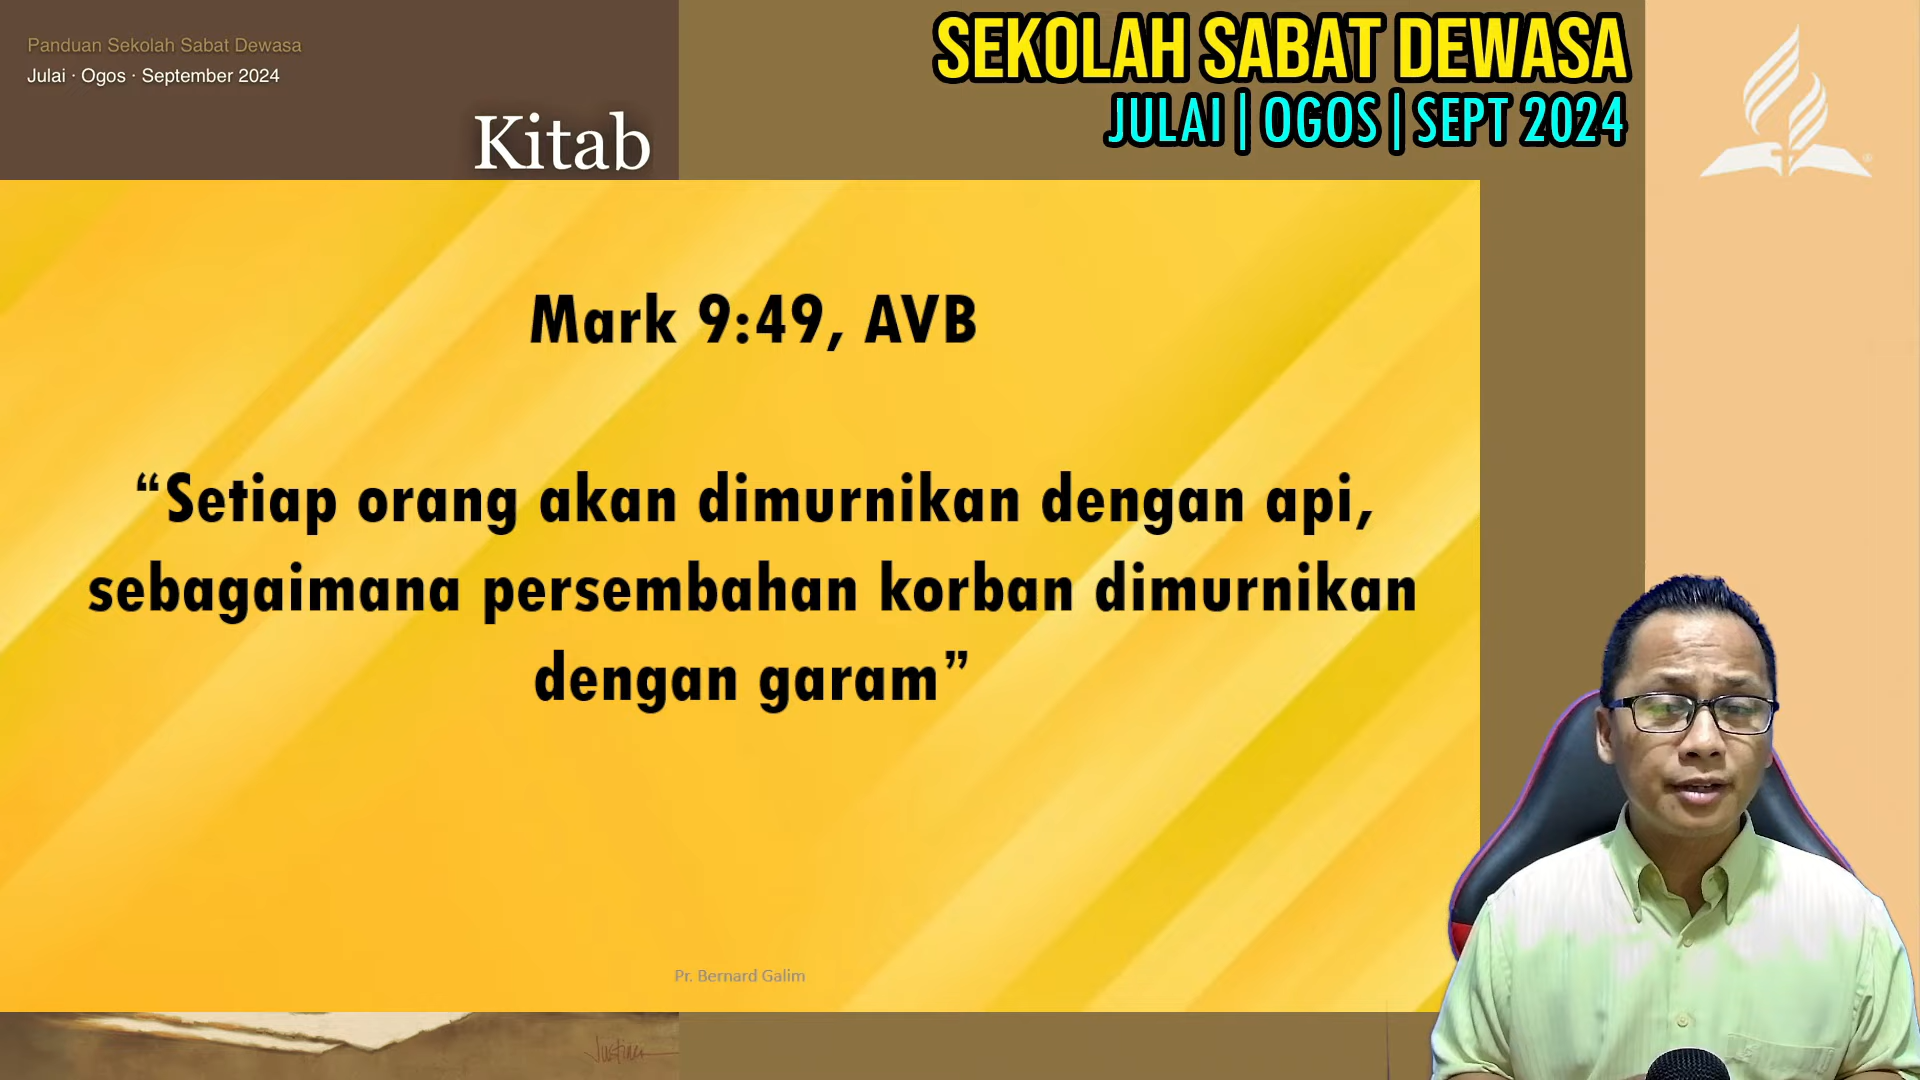 Panduan Sekolah Sabat Dewasa
Julai · Ogos · September 2024
Kitab
SEKOLAH SABAT DEWASA
JULAI | OGOS | SEPT 2024
Mark 9:49, AVB
“Setiap orang akan dimurnikan dengan api,
sebagaimana persembahan korban dimurnikan
dengan garam”
Pr. Bernard Galim